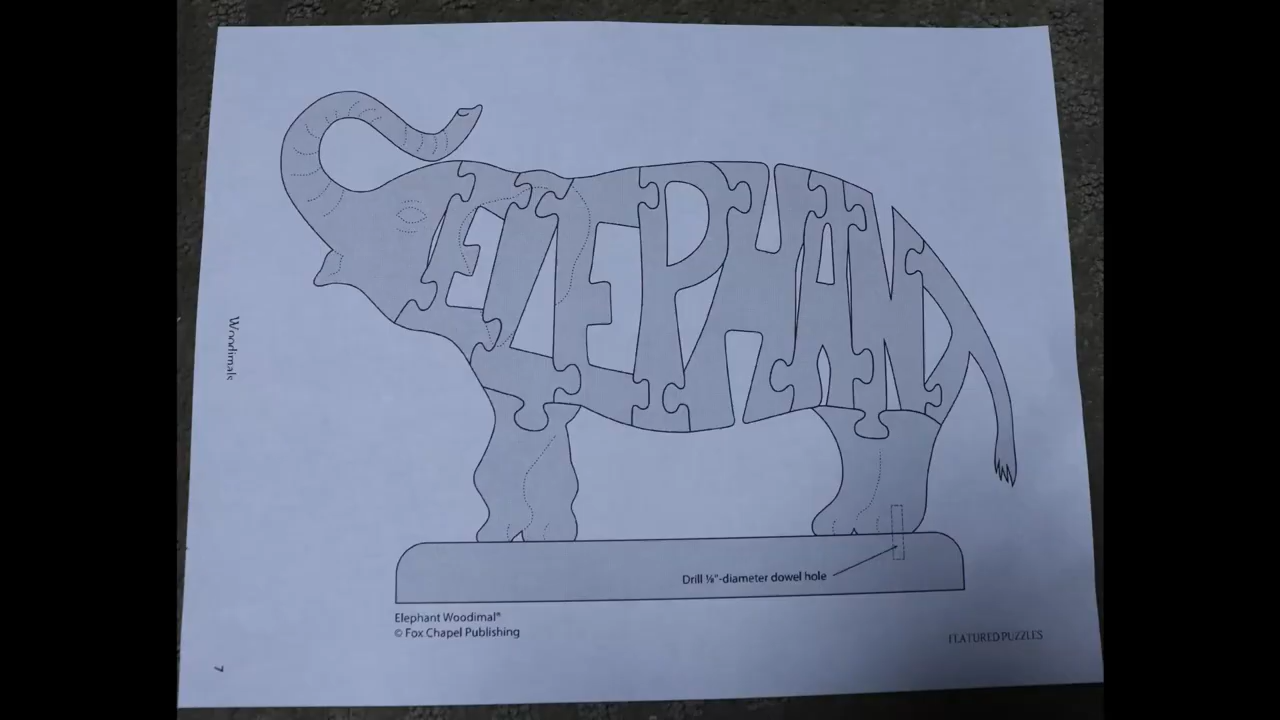 ELEPHANT
Woodimals
Drill ⅛"-diameter dowel hole
Elephant Woodimal®
© Fox Chapel Publishing
FEATURED PUZZLES
7